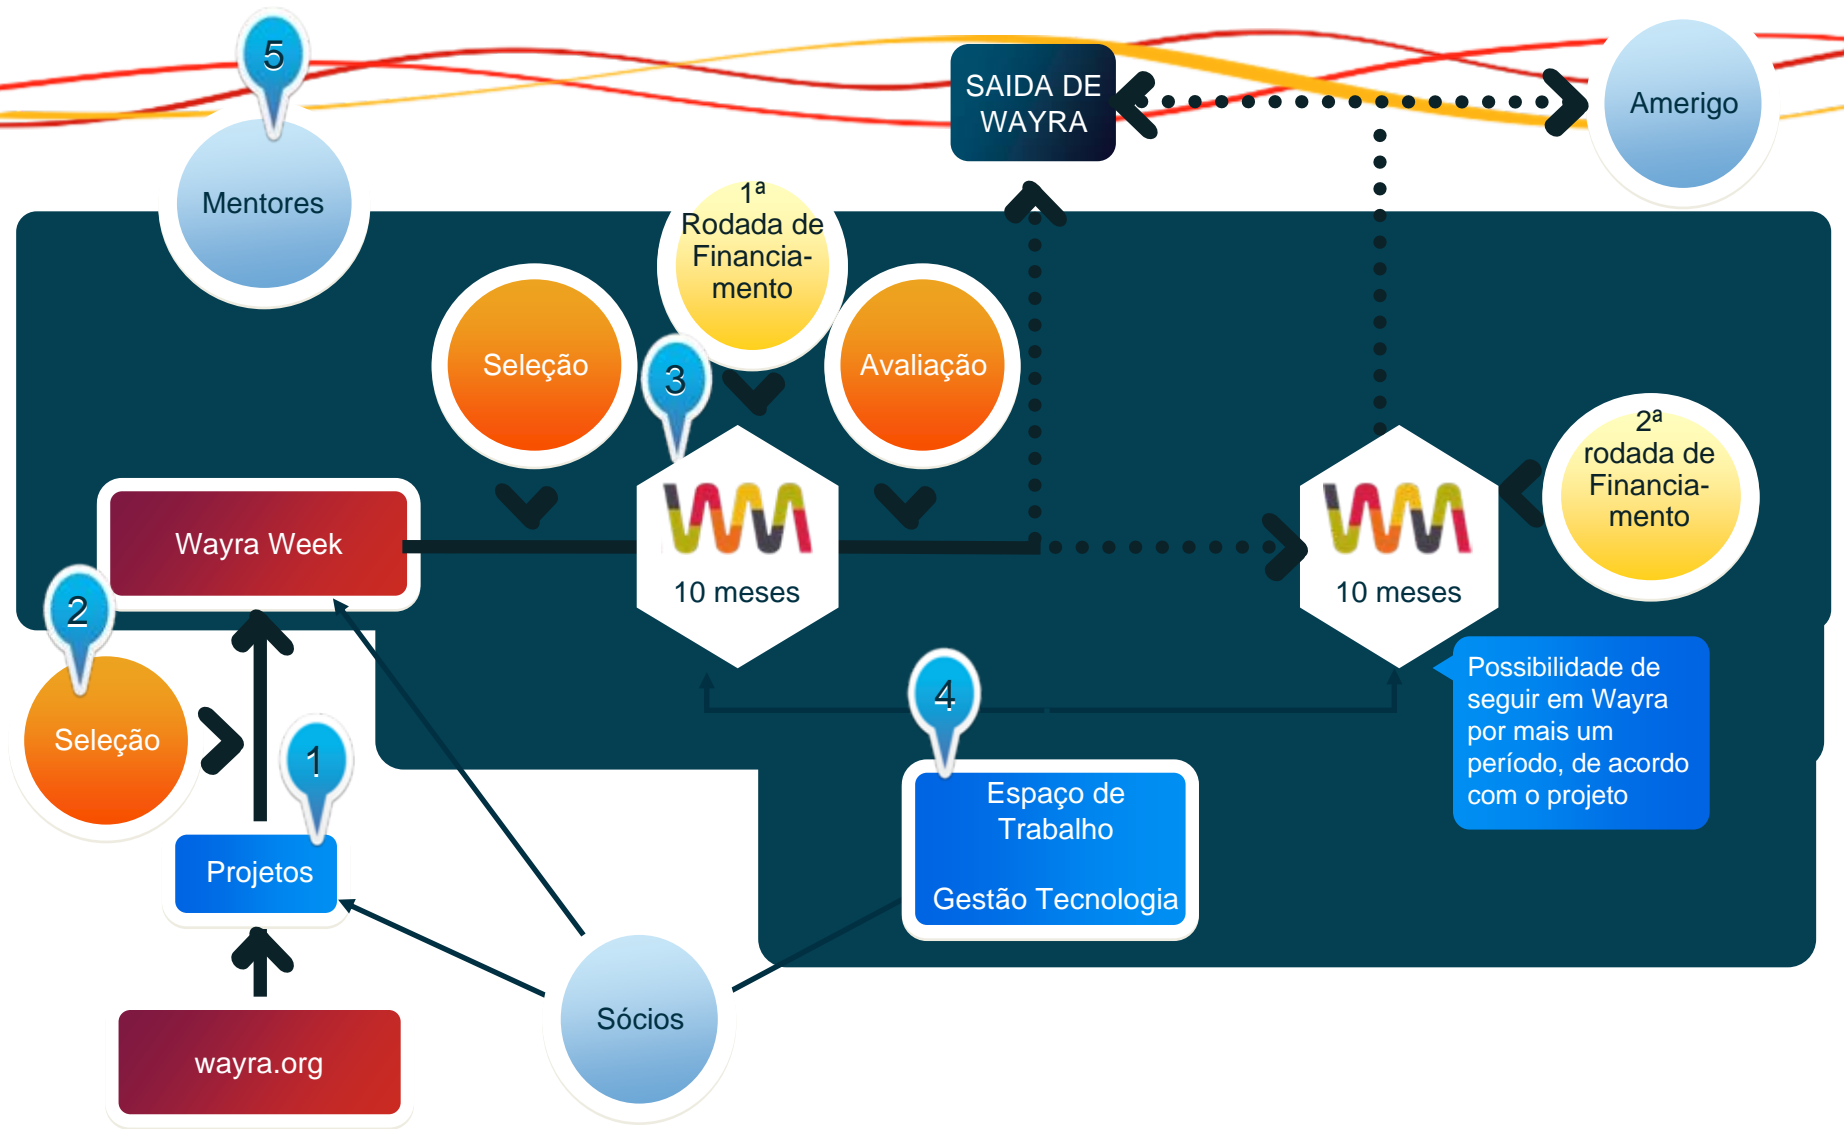 5
SAIDA DE
WAYRA
Amerigo
Mentores
1ª
Rodada de
Financia-
mento
Seleção
3
Avaliação
2ª
rodada de
Financia-
mento
Wayra Week
10 meses
10 meses
2
Seleção
1
4
Possibilidade de
seguir em Wayra
por mais um
período, de acordo
com o projeto
Espaço de
Trabalho
Gestão Tecnologia
Projetos
Sócios
wayra.org